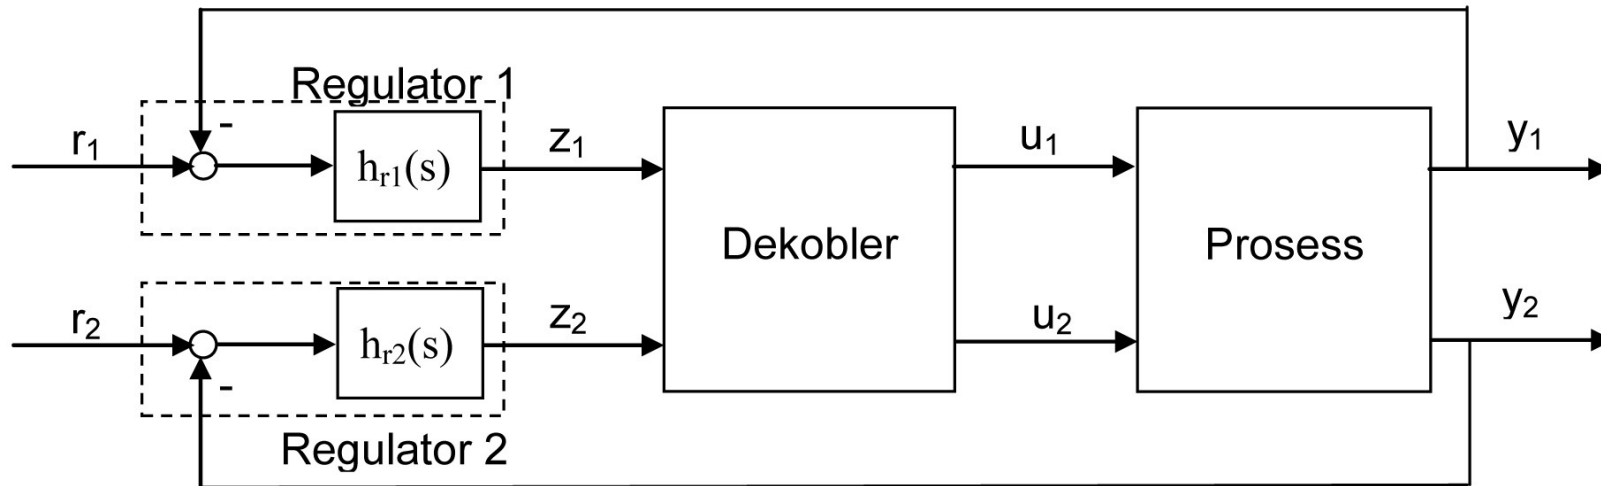 Regulator 1
-
r1
hr1(s)
z1
u1
y1
Dekobler
Prosess
r2
hr2(s)
z2
u2
y2
-
Regulator 2